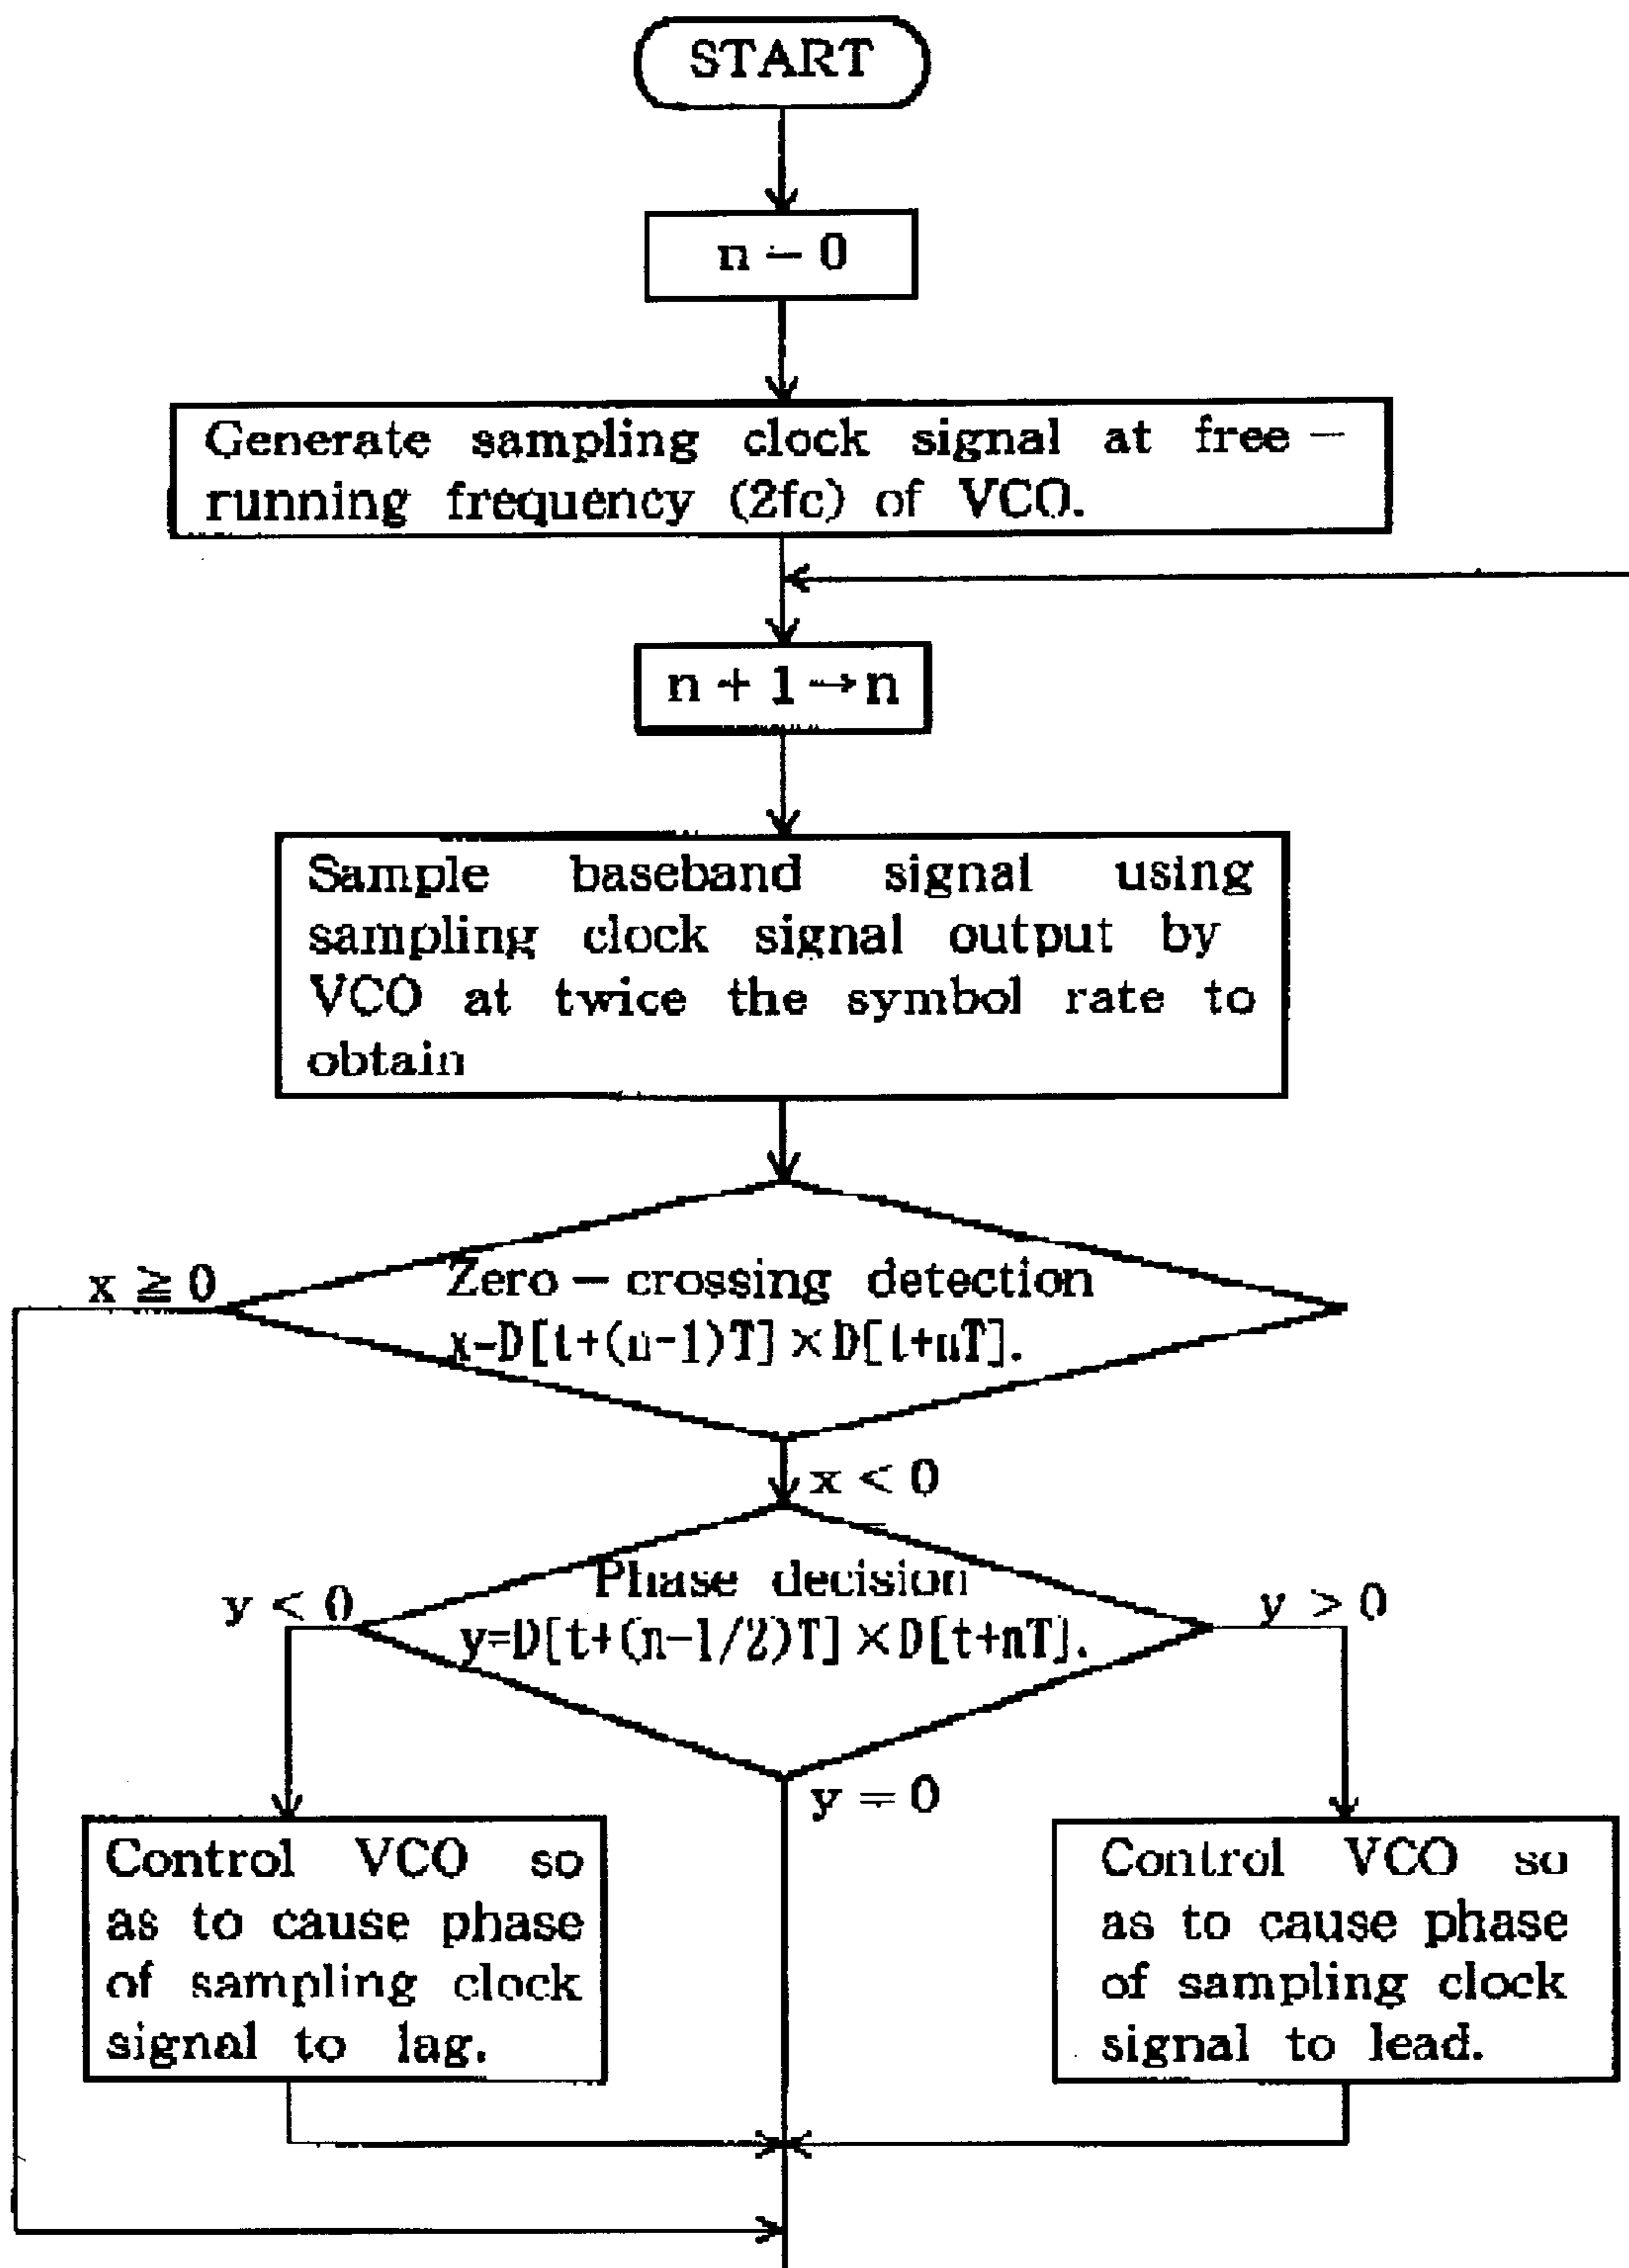 START
n − 0
Generate sampling clock signal at free −
running frequency (2fc) of VCO.
n + 1 → n
Sample baseband signal using
sampling clock signal output by
VCO at twice the symbol rate to
obtain
x ≧ 0
Zero − crossing detection
x-D[t+(n-1)T] × D[t+nT].
x < 0
Phase decision
y < 0
y > 0
y=D[t+(n-1/2)T] × D[t+nT].
y = 0
Control VCO so
as to cause phase
of sampling clock
signal to lag.
Control VCO so
as to cause phase
of sampling clock
signal to lead.